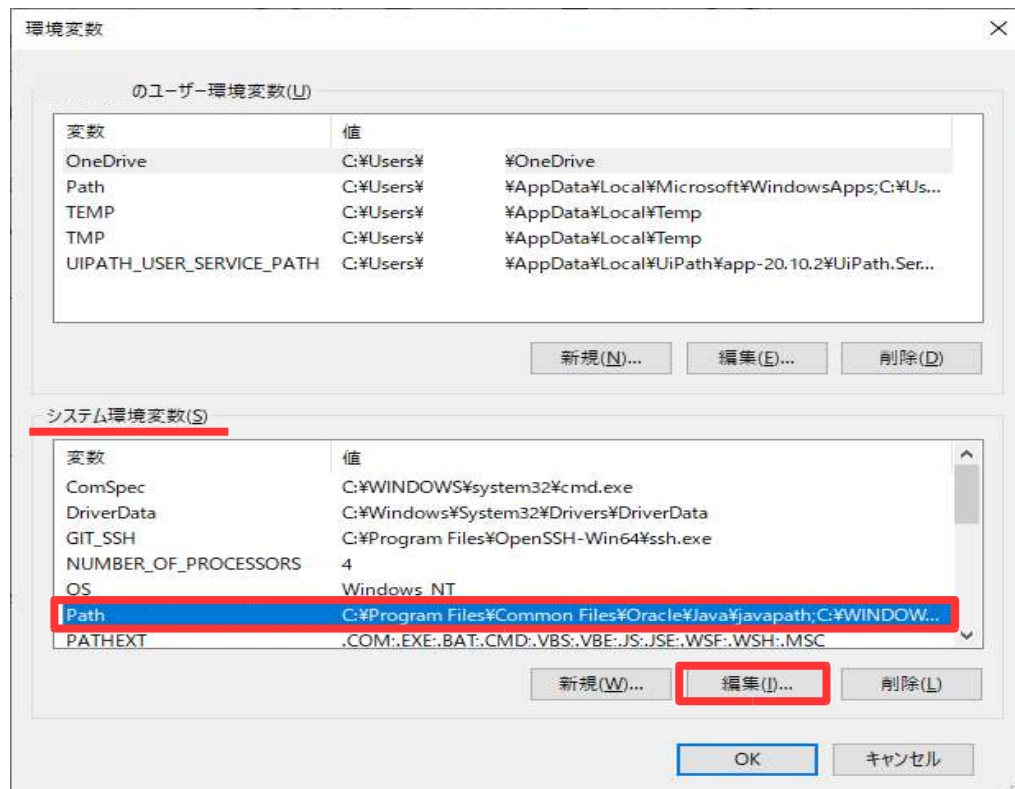 環境変数
のユーザー環境変数(U)
変数 値
OneDrive C:¥Users¥ ¥OneDrive
Path C:¥Users¥ ¥AppData¥Local¥Microsoft¥WindowsApps;C:¥Us...
TEMP C:¥Users¥ ¥AppData¥Local¥Temp
TMP C:¥Users¥ ¥AppData¥Local¥Temp
UIPATH_USER_SERVICE_PATH C:¥Users¥ ¥AppData¥Local¥UiPath¥app-20.10.2¥UiPath.Ser...
新規(N)... 編集(E)... 削除(D)
システム環境変数(S)
変数 値
ComSpec C:¥WINDOWS¥system32¥cmd.exe
DriverData C:¥Windows¥System32¥Drivers¥DriverData
GIT_SSH C:¥Program Files¥OpenSSH-Win64¥ssh.exe
NUMBER_OF_PROCESSORS 4
OS Windows_NT
Path C:¥Program Files¥Common Files¥Oracle¥Java¥javapath;C:¥WINDOW...
PATHEXT .COM;.EXE;.BAT;.CMD;.VBS;.VBE;.JS;.JSE;.WSF;.WSH;.MSC
新規(W)... 編集(I)... 削除(L)
OK キャンセル